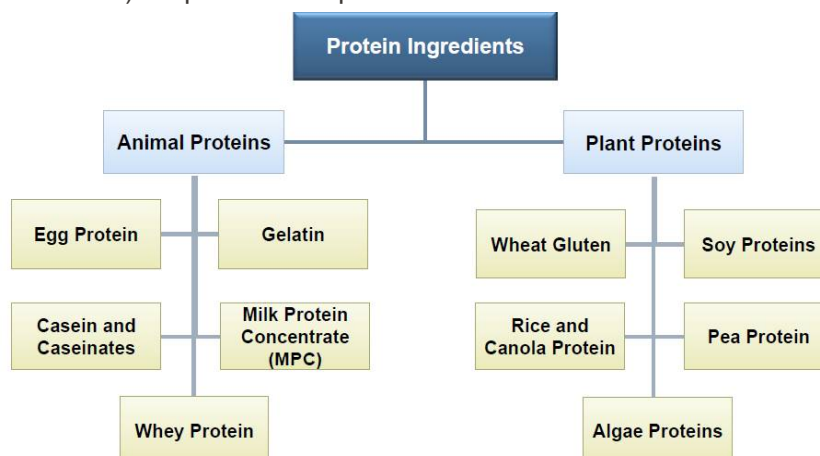 Protein Ingredients
Animal Proteins
Plant Proteins
Egg Protein
Gelatin
Wheat Gluten
Soy Proteins
Casein and
Caseinates
Milk Protein
Concentrate
(MPC)
Rice and
Canola Protein
Pea Protein
Whey Protein
Algae Proteins